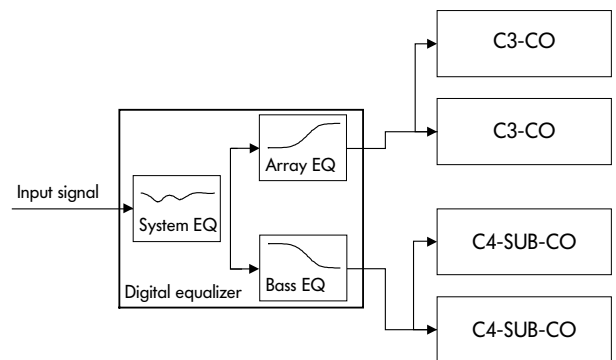 C3-CO
C3-CO
Array EQ
Input signal
System EQ
C4-SUB-CO
Digital equalizer
Bass EQ
C4-SUB-CO